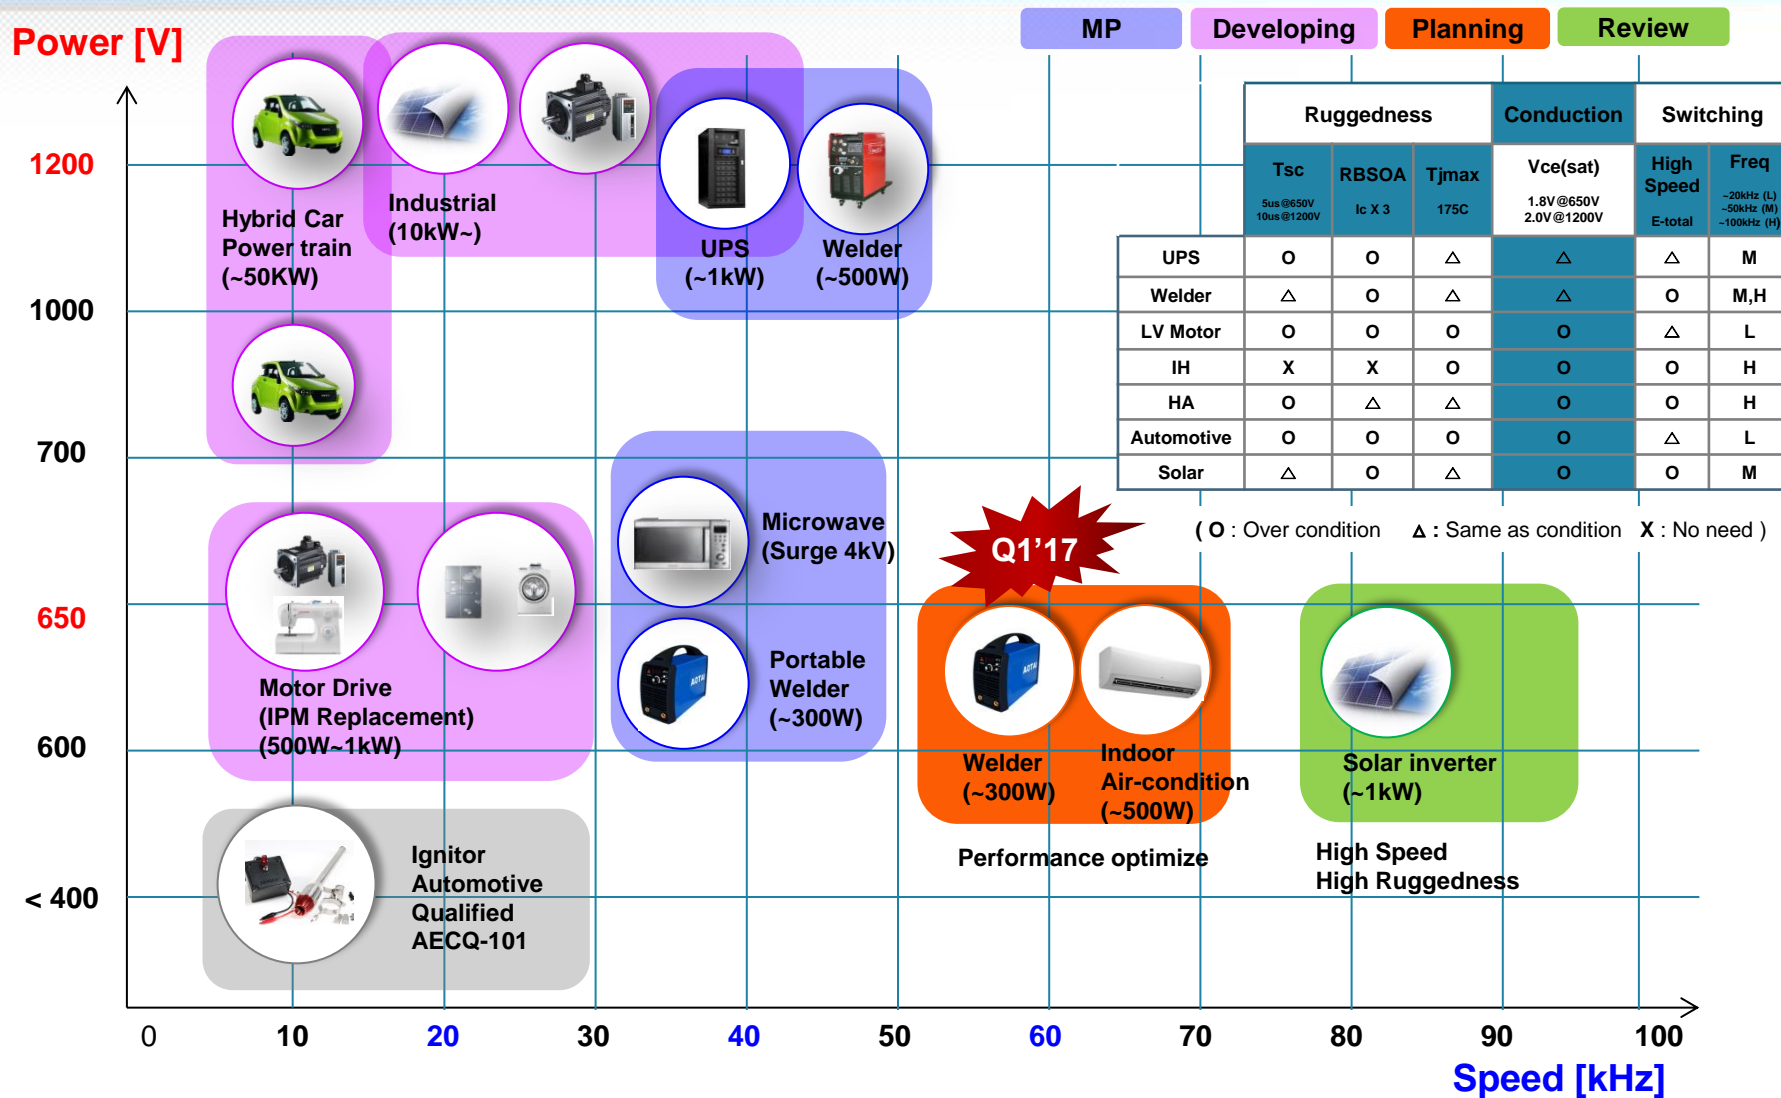 Power [V]
MP
Developing
Planning
Review
1200
1000
700
650
600
< 400
Hybrid Car
Power train
(~50KW)
Industrial
(10kW~)
UPS
(~1kW)
Welder
(~500W)
Ruggedness Conduction Switching
Tsc RBSOA Tjmax Vce(sat) High Speed Freq
5us@650V
10us@1200V
Ic X 3
175C
1.8V@650V
2.0V@1200V
E-total
~20kHz (L)
~50kHz (M)
~100kHz (H)
UPS O O △ △ △ M
Welder △ O △ △ O M,H
LV Motor O O O O △ L
IH X X O O O H
HA O △ △ O O H
Automotive O O O O △ L
Solar △ O △ O O M
( O : Over condition △ : Same as condition X : No need )
Microwave
(Surge 4kV)
Q1'17
AOTAI
Portable
Welder
(~300W)
Motor Drive
(IPM Replacement)
(500W~1kW)
AOTAI
Welder
(~300W)
Indoor
Air-condition
(~500W)
Solar inverter
(~1kW)
Performance optimize
High Speed
High Ruggedness
Ignitor
Automotive
Qualified
AECQ-101
0 10 20 30 40 50 60 70 80 90 100
Speed [kHz]